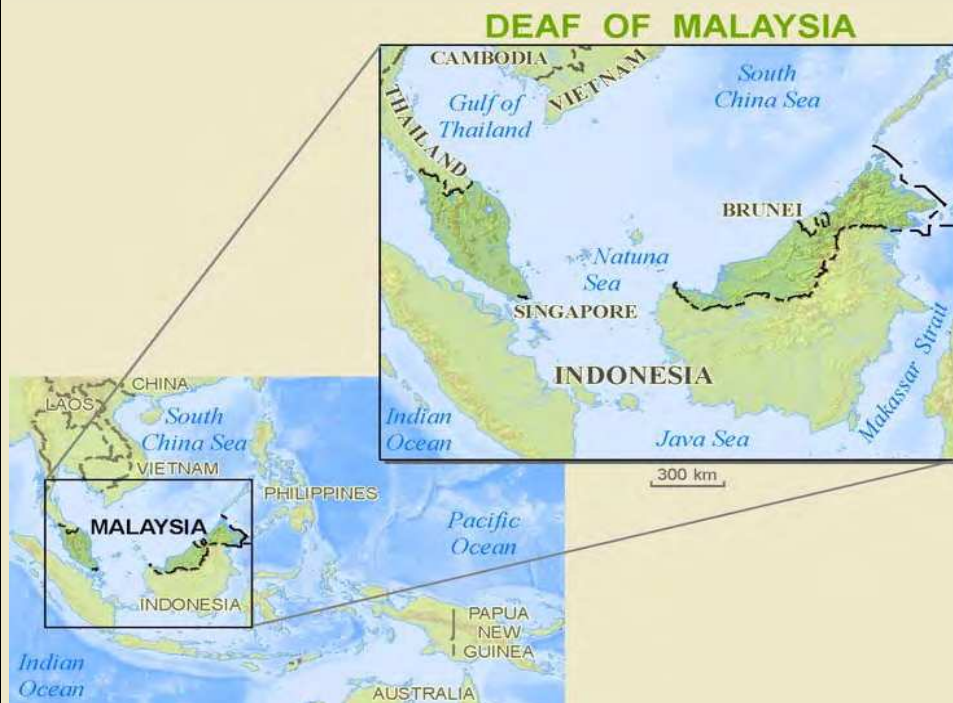 DEAF OF MALAYSIA
CAMBODIA
VIETNAM
South
China Sea
Gulf of
Thailand
THAILAND
BRUNEI
Natuna
Sea
SINGAPORE
INDONESIA
Makassar Strait
Indian
Ocean
Java Sea
300 km
CHINA
LAOS
South
China Sea
VIETNAM
PHILIPPINES
MALAYSIA
Pacific
Ocean
INDONESIA
PAPUA
NEW
GUINEA
Indian
Ocean
AUSTRALIA